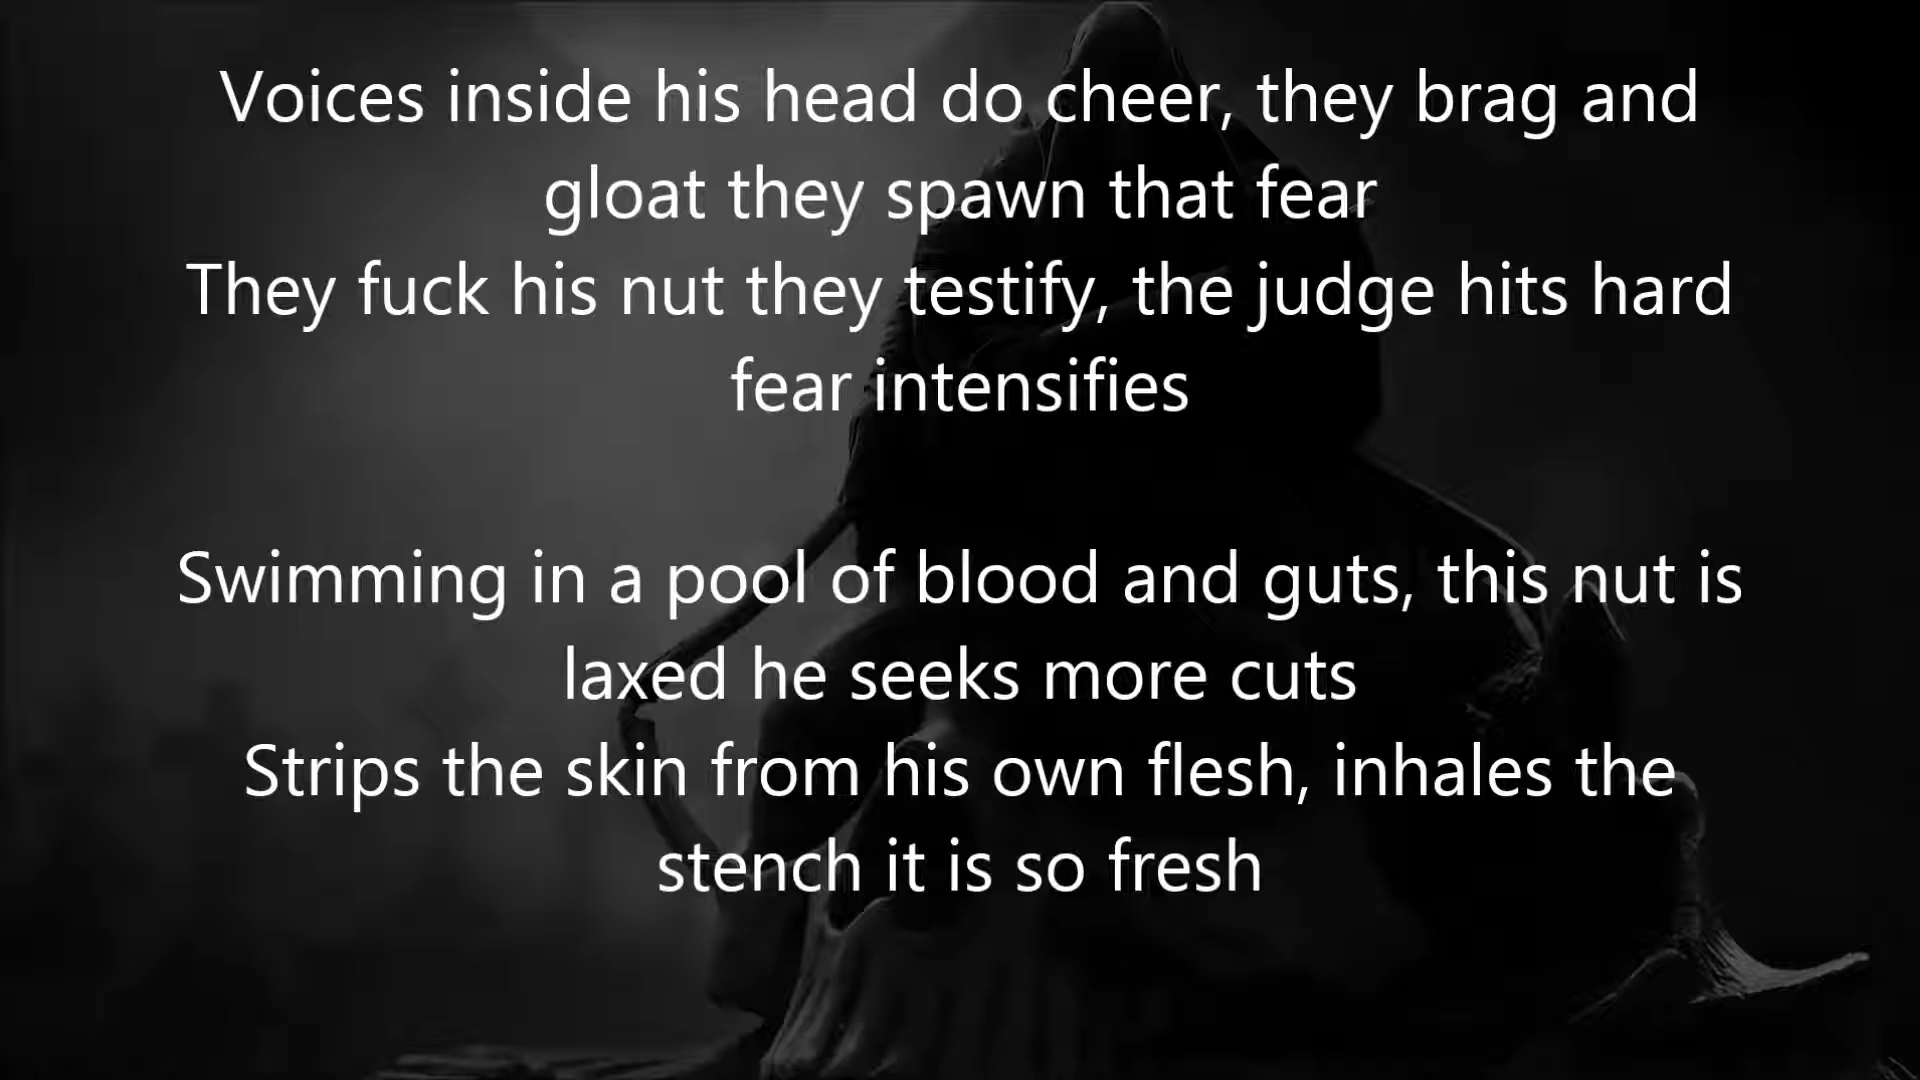 Voices inside his head do cheer, they brag and
gloat they spawn that fear
They fuck his nut they testify, the judge hits hard
fear intensifies
Swimming in a pool of blood and guts, this nut is
laxed he seeks more cuts
Strips the skin from his own flesh, inhales the
stench it is so fresh